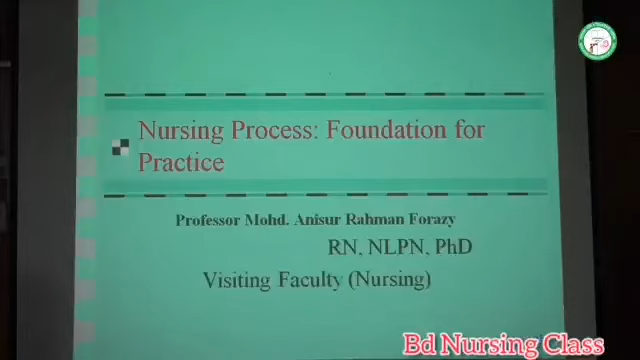 Nursing Process: Foundation for
Practice
Professor Mohd. Anisur Rahman Forazy
RN, NLPN, PhD
Visiting Faculty (Nursing)
Bd Nursing Class